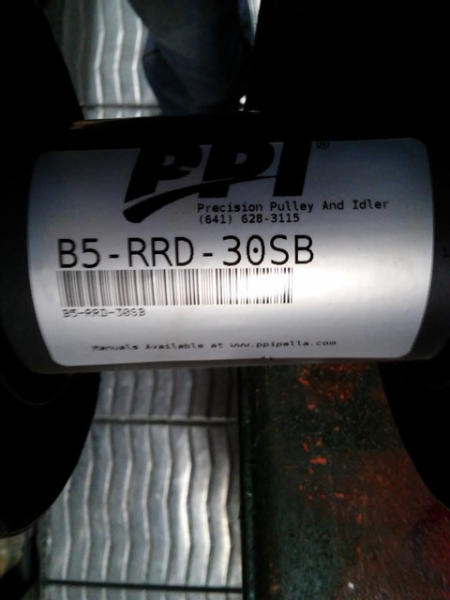 PPI®
Precision Pulley And Idler
(641) 628-3115
B5-RRD-30SB
B5-RRD-30SB
Manuals Available at www.ppipella.com